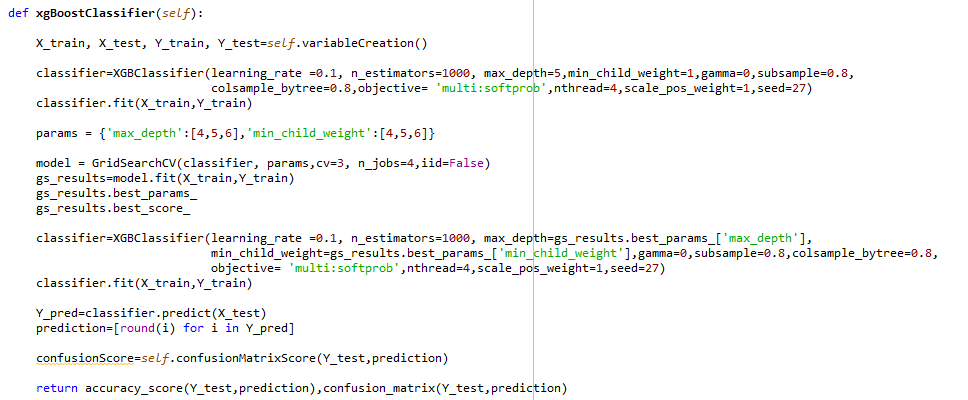 def xgBoostClassifier(self):
X_train, X_test, Y_train, Y_test=self.variableCreation()
classifier=XGBClassifier(learning_rate =0.1, n_estimators=1000, max_depth=5,min_child_weight=1,gamma=0,subsample=0.8,
colsample_bytree=0.8,objective= 'multi:softprob',nthread=4,scale_pos_weight=1,seed=27)
classifier.fit(X_train,Y_train)
params = {'max_depth':[4,5,6],'min_child_weight':[4,5,6]}
model = GridSearchCV(classifier, params,cv=3, n_jobs=4,iid=False)
gs_results=model.fit(X_train,Y_train)
gs_results.best_params_
gs_results.best_score_
classifier=XGBClassifier(learning_rate =0.1, n_estimators=1000, max_depth=gs_results.best_params_['max_depth'],
min_child_weight=gs_results.best_params_['min_child_weight'],gamma=0,subsample=0.8,colsample_bytree=0.8,
objective= 'multi:softprob',nthread=4,scale_pos_weight=1,seed=27)
classifier.fit(X_train,Y_train)
Y_pred=classifier.predict(X_test)
prediction=[round(i) for i in Y_pred]
confusionScore=self.confusionMatrixScore(Y_test,prediction)
return accuracy_score(Y_test,prediction),confusion_matrix(Y_test,prediction)